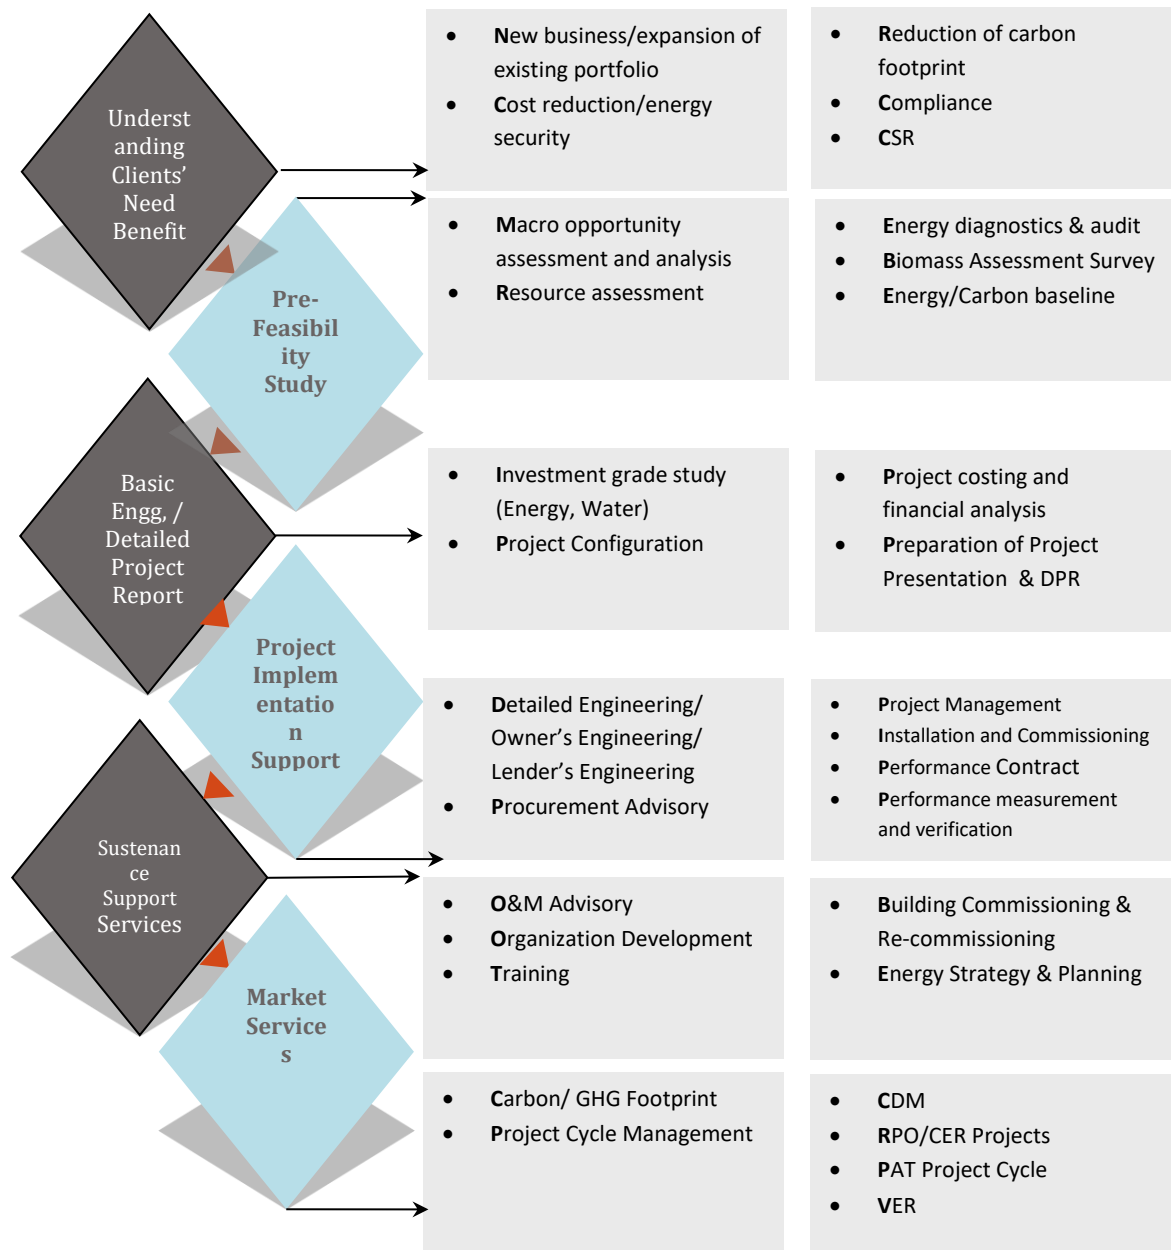 Underst
anding
Clients’
Need
Benefit
• New business/expansion of
existing portfolio
• Cost reduction/energy
security
• Reduction of carbon
footprint
• Compliance
• CSR
Pre-
Feasibil
ity
Study
• Macro opportunity
assessment and analysis
• Resource assessment
• Energy diagnostics & audit
• Biomass Assessment Survey
• Energy/Carbon baseline
Basic
Engg, /
Detailed
Project
Report
• Investment grade study
(Energy, Water)
• Project Configuration
• Project costing and
financial analysis
• Preparation of Project
Presentation & DPR
Project
Implem
entatio
n
Support
• Detailed Engineering/
Owner’s Engineering/
Lender’s Engineering
• Procurement Advisory
• Project Management
• Installation and Commissioning
• Performance Contract
• Performance measurement
and verification
Sustenan
ce
Support
Services
• O&M Advisory
• Organization Development
• Training
• Building Commissioning &
Re-commissioning
• Energy Strategy & Planning
Market
Service
s
• Carbon/ GHG Footprint
• Project Cycle Management
• CDM
• RPO/CER Projects
• PAT Project Cycle
• VER